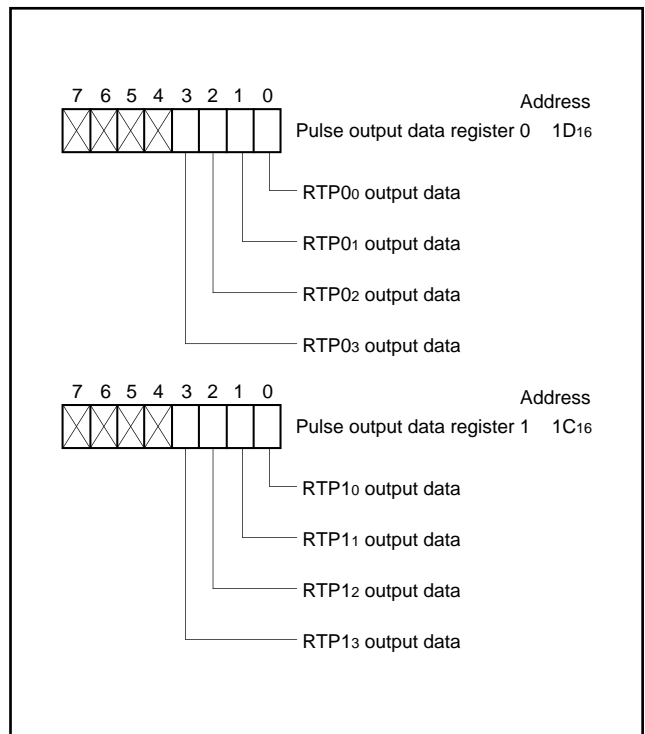 7 6 5 4 3 2 1 0
Address
Pulse output data register 0 1D16
RTP00 output data
RTP01 output data
RTP02 output data
RTP03 output data
7 6 5 4 3 2 1 0
Address
Pulse output data register 1 1C16
RTP10 output data
RTP11 output data
RTP12 output data
RTP13 output data